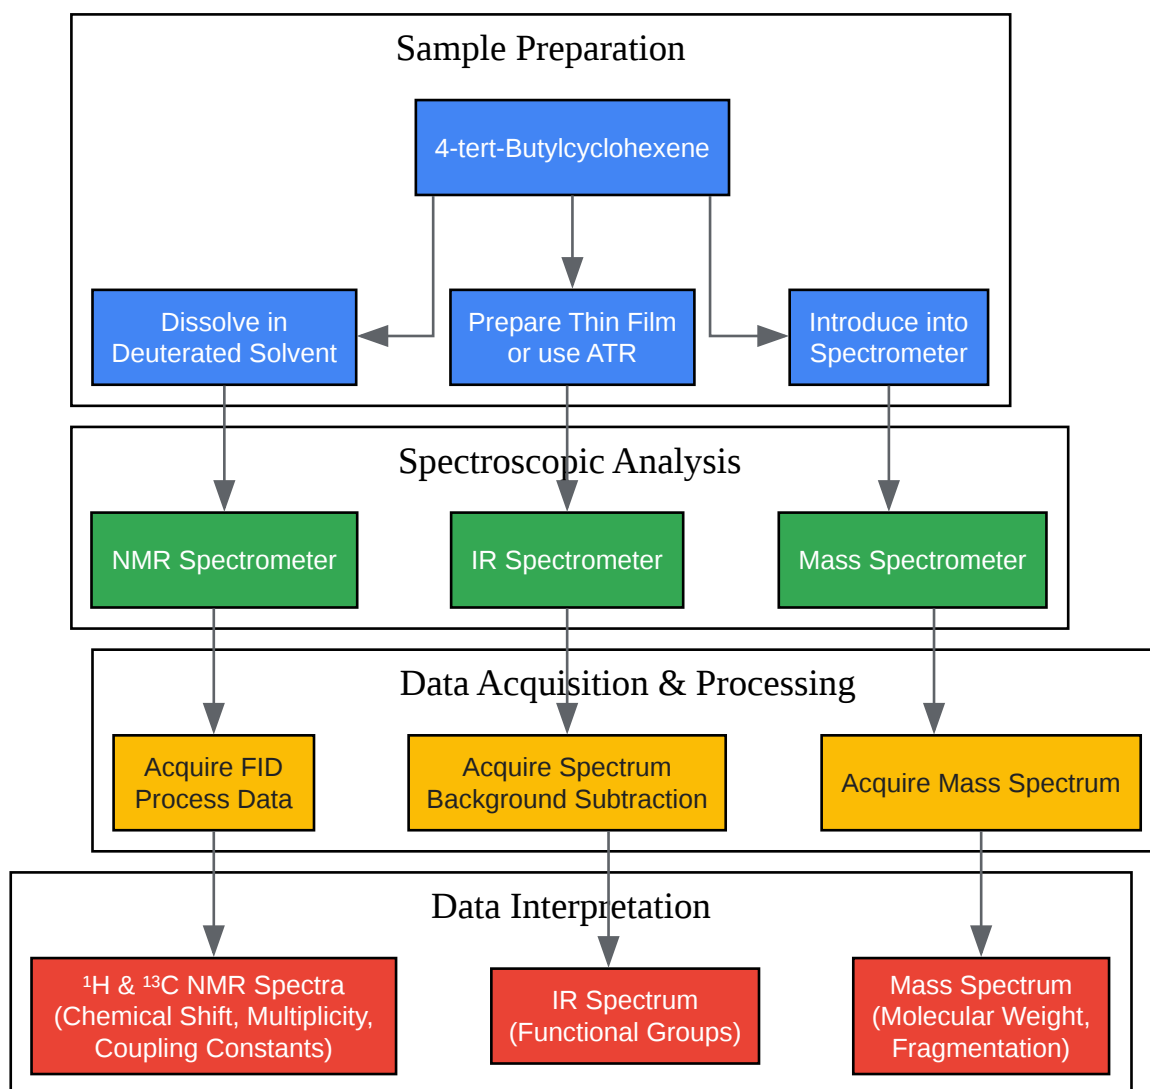 Sample Preparation
4-tert-Butylcyclohexene
Dissolve in
Deuterated Solvent
Prepare Thin Film
or use ATR
Introduce into
Spectrometer
Spectroscopic Analysis
NMR Spectrometer
IR Spectrometer
Mass Spectrometer
Data Acquisition & Processing
Acquire FID
Process Data
Acquire Spectrum
Background Subtraction
Acquire Mass Spectrum
Data Interpretation
¹H & ¹³C NMR Spectra
(Chemical Shift, Multiplicity,
Coupling Constants)
IR Spectrum
(Functional Groups)
Mass Spectrum
(Molecular Weight,
Fragmentation)